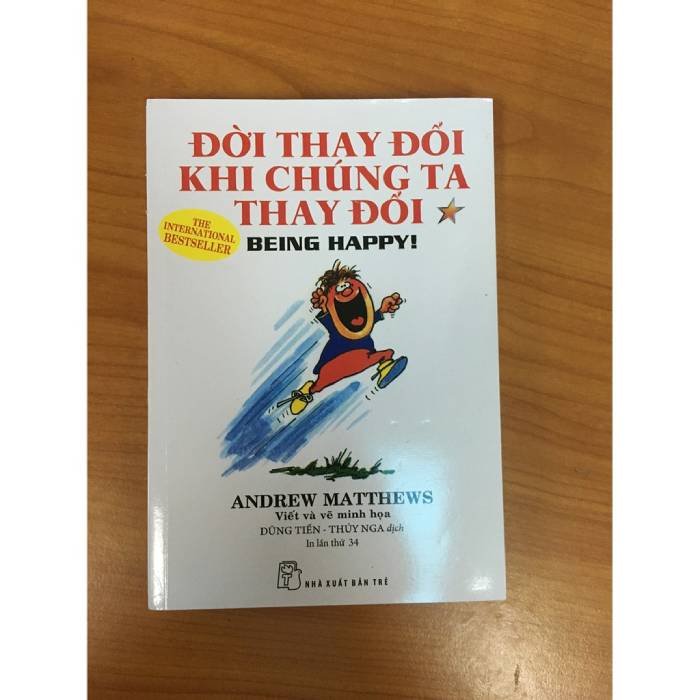 ĐỜI THAY ĐỔI
KHI CHÚNG TA
THAY ĐỔI
THE
INTERNATIONAL
BESTSELLER
BEING HAPPY!
ANDREW MATTHEWS
Viết và vẽ minh họa
DŨNG TIẾN - THÚY NGA dịch
In lần thứ 34
NHÀ XUẤT BẢN TRẺ